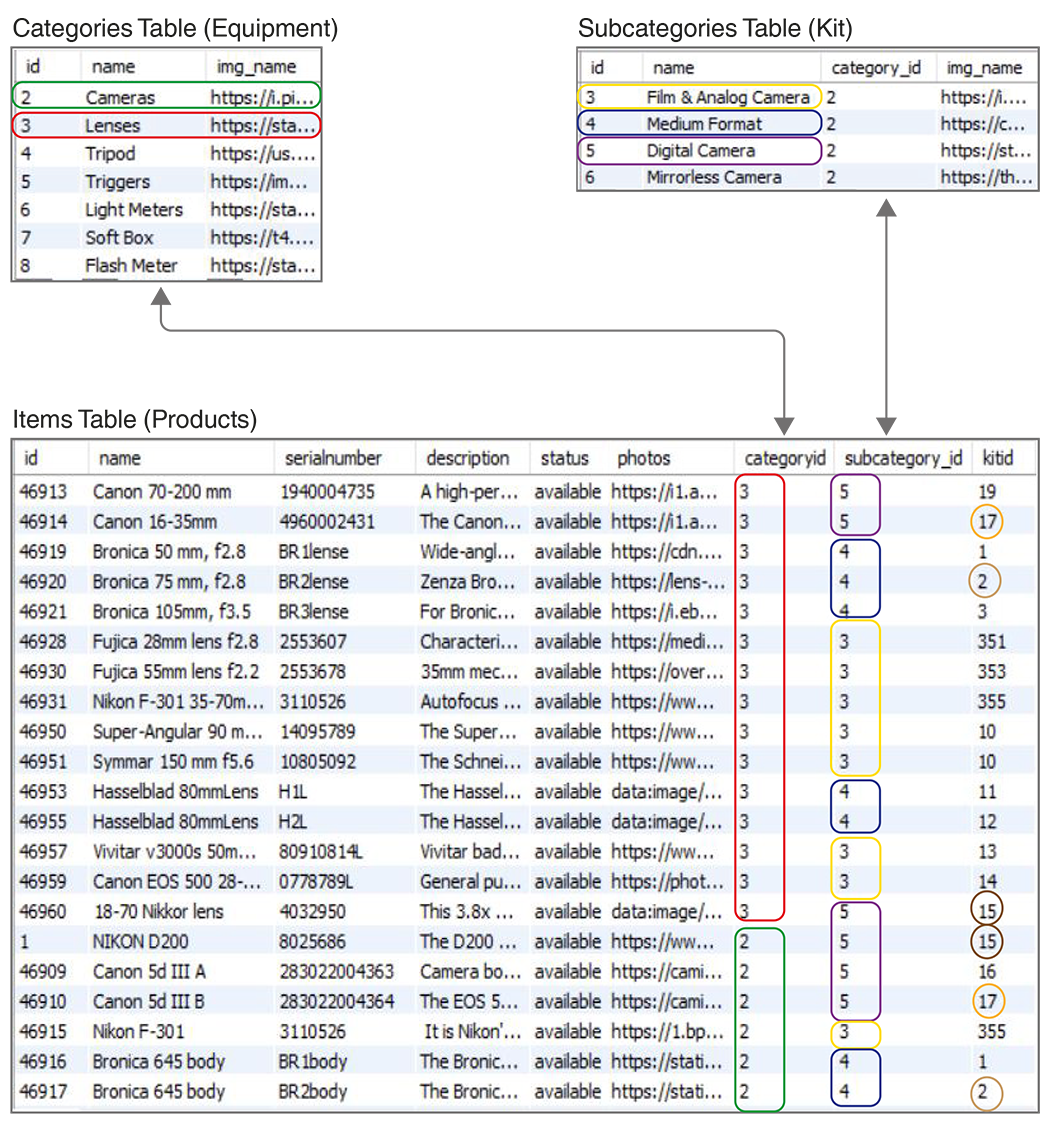 Categories Table (Equipment)
id name img_name
2 Cameras https://i.pi...
3 Lenses https://sta...
4 Tripod https://us....
5 Triggers https://im...
6 Light Meters https://sta...
7 Soft Box https://t4....
8 Flash Meter https://sta...
Subcategories Table (Kit)
id name category_id img_name
3 Film & Analog Camera 2 https://i....
4 Medium Format 2 https://c...
5 Digital Camera 2 https://st...
6 Mirrorless Camera 2 https://th...
Items Table (Products)
id name serialnumber description status photos categoryid subcategory_id kitid
46913 Canon 70-200 mm 1940004735 A high-per... available https://i1.a... 3 5 19
46914 Canon 16-35mm 4960002431 The Canon... available https://i1.a... 3 5 17
46919 Bronica 50 mm, f2.8 BR1lense Wide-angl... available https://cdn.... 3 4 1
46920 Bronica 75 mm, f2.8 BR2lense Zenza Bro... available https://lens-... 3 4 2
46921 Bronica 105mm, f3.5 BR3lense For Bronic... available https://i.eb... 3 4 3
46928 Fujica 28mm lens f2.8 2553607 Characteri... available https://medi... 3 3 351
46930 Fujica 55mm lens f2.2 2553678 35mm mec... available https://over... 3 3 353
46931 Nikon F-301 35-70m... 3110526 Autofocus ... available https://ww... 3 3 355
46950 Super-Angular 90 m... 14095789 The Super... available https://ww... 3 3 10
46951 Symmar 150 mm f5.6 10805092 The Schnei... available https://ww... 3 3 10
46953 Hasselblad 80mmLens H1L The Hassel... available data:image/... 3 4 11
46955 Hasselblad 80mmLens H2L The Hassel... available data:image/... 3 4 12
46957 Vivitar v3000s 50m... 80910814L Vivitar bad... available https://ww... 3 3 13
46959 Canon EOS 500 28-... 0778789L General pu... available https://phot... 3 3 14
46960 18-70 Nikkor lens 4032950 This 3.8x ... available data:image/... 3 5 15
1 NIKON D200 8025686 The D200 ... available https://ww... 2 5 15
46909 Canon 5d III A 283022004363 Camera bo... available https://cami... 2 5 16
46910 Canon 5d III B 283022004364 The EOS 5... available https://cami... 2 5 17
46915 Nikon F-301 3110526 It is Nikon'... available https://1.bp... 2 3 355
46916 Bronica 645 body BR1body The Bronic... available https://stati... 2 4 1
46917 Bronica 645 body BR2body The Bronic... available https://stati... 2 4 2